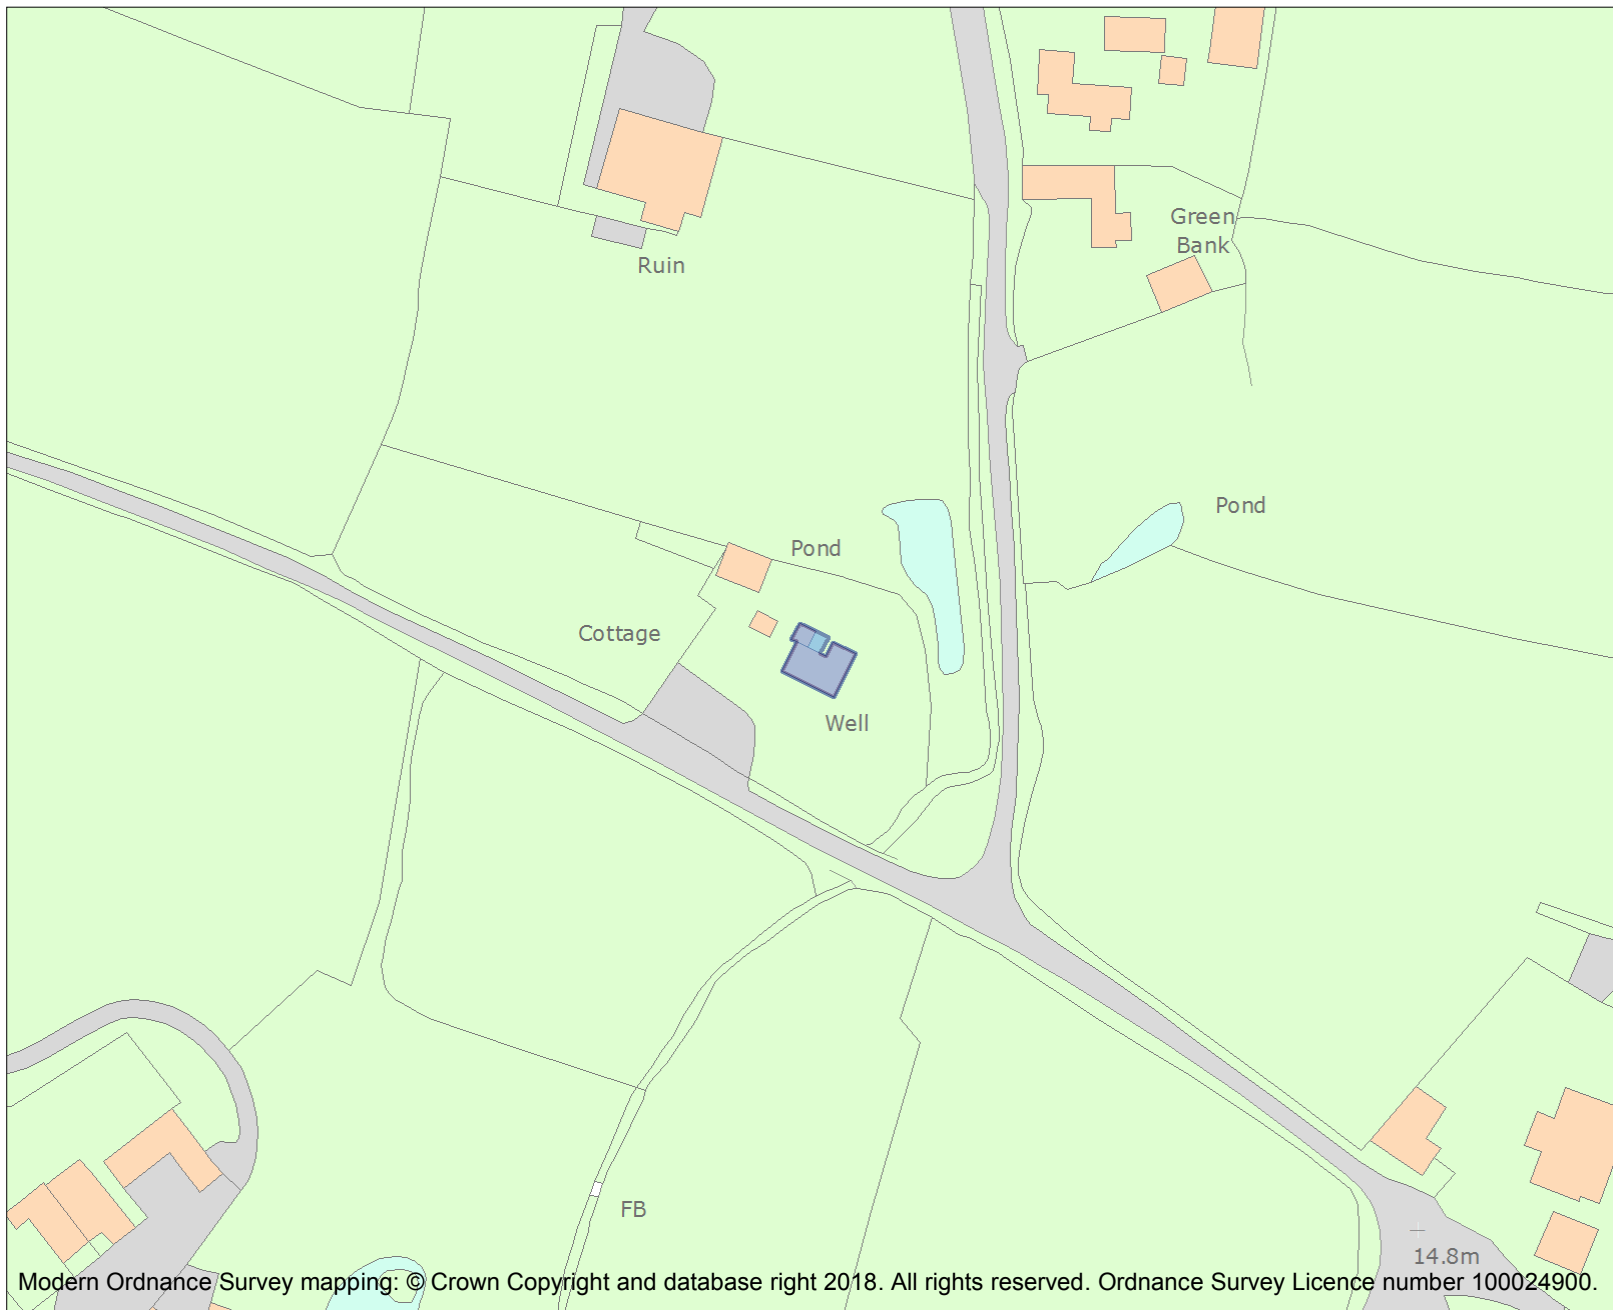 Green
Bank
Ruin
Pond
Pond
Cottage
Well
FB
14.8m
Modern Ordnance Survey mapping: © Crown Copyright and database right 2018. All rights reserved. Ordnance Survey Licence number 100024900.